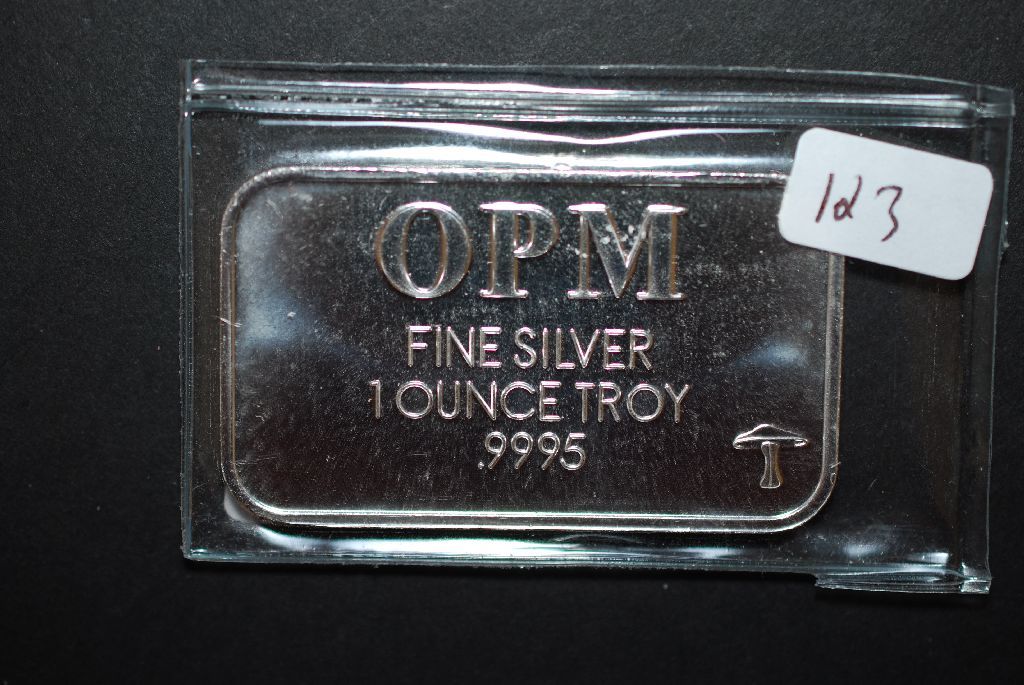 OPM
FINE SILVER
1 OUNCE TROY
.9995
123